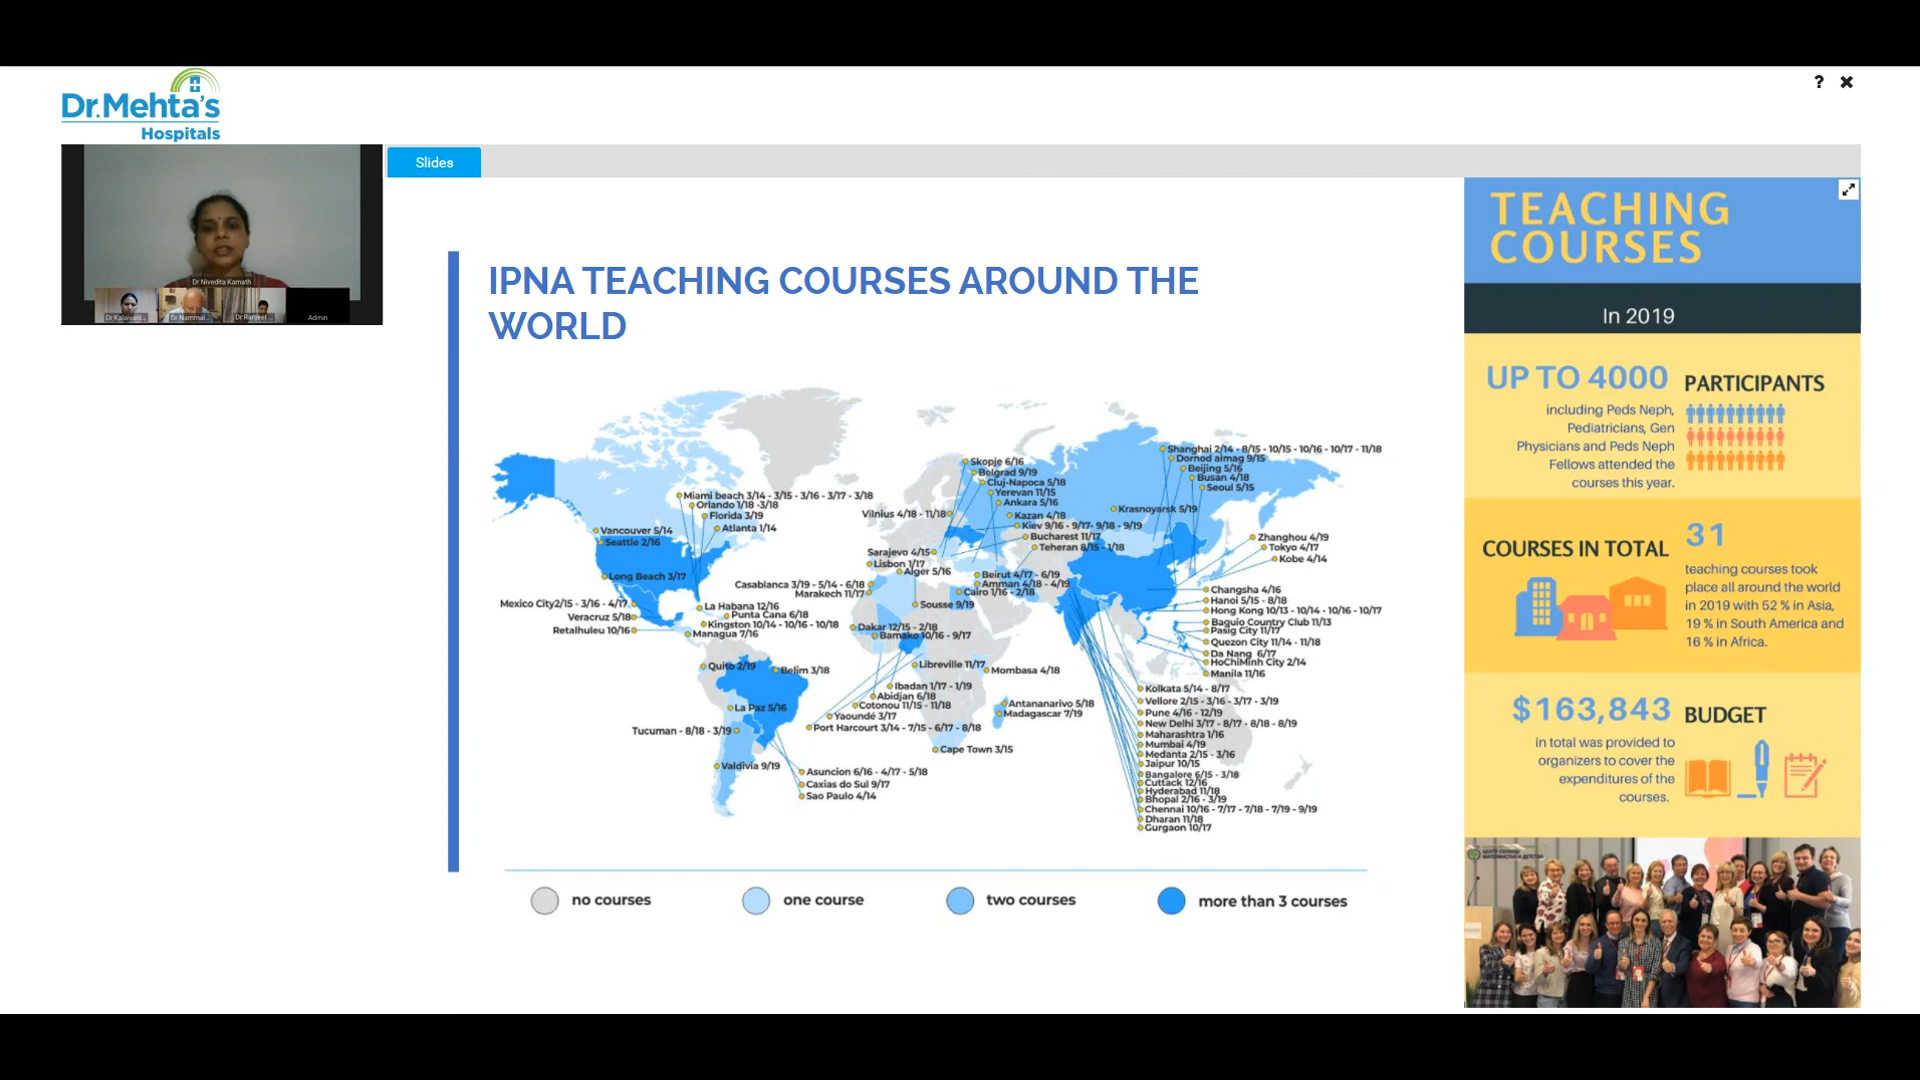 Dr.Mehta's
Hospitals
? ✖
Slides
Dr Nivedita Kamath
Dr Kalaivani...
Dr Nammal...
Dr Ranjeet ...
Admin
IPNA TEACHING COURSES AROUND THE
WORLD
Miami beach 3/14 - 3/15 - 3/16 - 3/17 - 3/18
Orlando 1/18 -3/18
Florida 3/19
Atlanta 1/14
Vancouver 5/14
Seattle 2/16
Long Beach 3/17
Mexico City2/15 - 3/16 - 4/17
Veracruz 5/18
Retalhuleu 10/16
La Habana 12/16
Punta Cana 6/18
Kingston 10/14 - 10/16 - 10/18
Managua 7/16
Quito 2/19
Belim 3/18
La Paz 5/16
Tucuman - 8/18 - 3/19
Valdivia 9/19
Asuncion 6/16 - 4/17 - 5/18
Caxias do Sul 9/17
Sao Paulo 4/14
Skopje 6/16
Belgrad 9/19
Cluj-Napoca 5/18
Yerevan 11/15
Ankara 5/16
Vilnius 4/18 - 11/18
Kazan 4/18
Kiev 9/16 - 9/17- 9/18 - 9/19
Bucharest 11/17
Teheran 8/15 - 1/18
Sarajevo 4/15
Lisbon 1/17
Alger 5/16
Casablanca 3/19 - 5/14 - 6/18
Marakech 11/17
Beirut 4/17 - 6/19
Amman 4/18 - 4/19
Cairo 1/16 - 2/18
Sousse 9/19
Dakar 12/15 - 2/18
Bamako 10/16 - 9/17
Libreville 11/17
Mombasa 4/18
Ibadan 1/17 - 1/19
Abidjan 6/18
Cotonou 11/15 - 11/18
Yaoundé 3/17
Port Harcourt 3/14 - 7/15 - 6/17 - 8/18
Antananarivo 5/18
Madagascar 7/19
Cape Town 3/15
Shanghai 2/14 - 8/15 - 10/15 - 10/16 - 10/17 - 11/18
Dornod aimag 9/15
Beijing 5/16
Busan 4/18
Seoul 5/15
Krasnoyarsk 5/19
Zhanghou 4/19
Tokyo 4/17
Kobe 4/14
Changsha 4/16
Hanoi 5/15 - 8/18
Hong Kong 10/13 - 10/14 - 10/16 - 10/17
Baguio Country Club 11/13
Pasig City 11/17
Quezon City 11/14 - 11/18
Da Nang 6/17
HoChiMinh City 2/14
Manila 11/16
Kolkata 5/14 - 8/17
Vellore 2/15 - 3/16 - 3/17 - 3/19
Pune 4/16 - 12/19
New Delhi 3/17 - 8/17 - 8/18 - 8/19
Maharashtra 1/16
Mumbai 4/19
Medanta 2/15 - 3/16
Jaipur 10/15
Bangalore 6/15 - 3/18
Cuttack 12/16
Hyderabad 11/18
Bhopal 2/16 - 3/19
Chennai 10/16 - 7/17 - 7/18 - 7/19 - 9/19
Dharan 11/18
Gurgaon 10/17
no courses
one course
two courses
more than 3 courses
TEACHING
COURSES
In 2019
UP TO 4000 PARTICIPANTS
including Peds Neph,
Pediatricians, Gen
Physicians and Peds Neph
Fellows attended the
courses this year.
COURSES IN TOTAL 31
teaching courses took
place all around the world
in 2019 with 52 % in Asia,
19 % in South America and
16 % in Africa.
$163,843 BUDGET
in total was provided to
organizers to cover the
expenditures of the
courses.